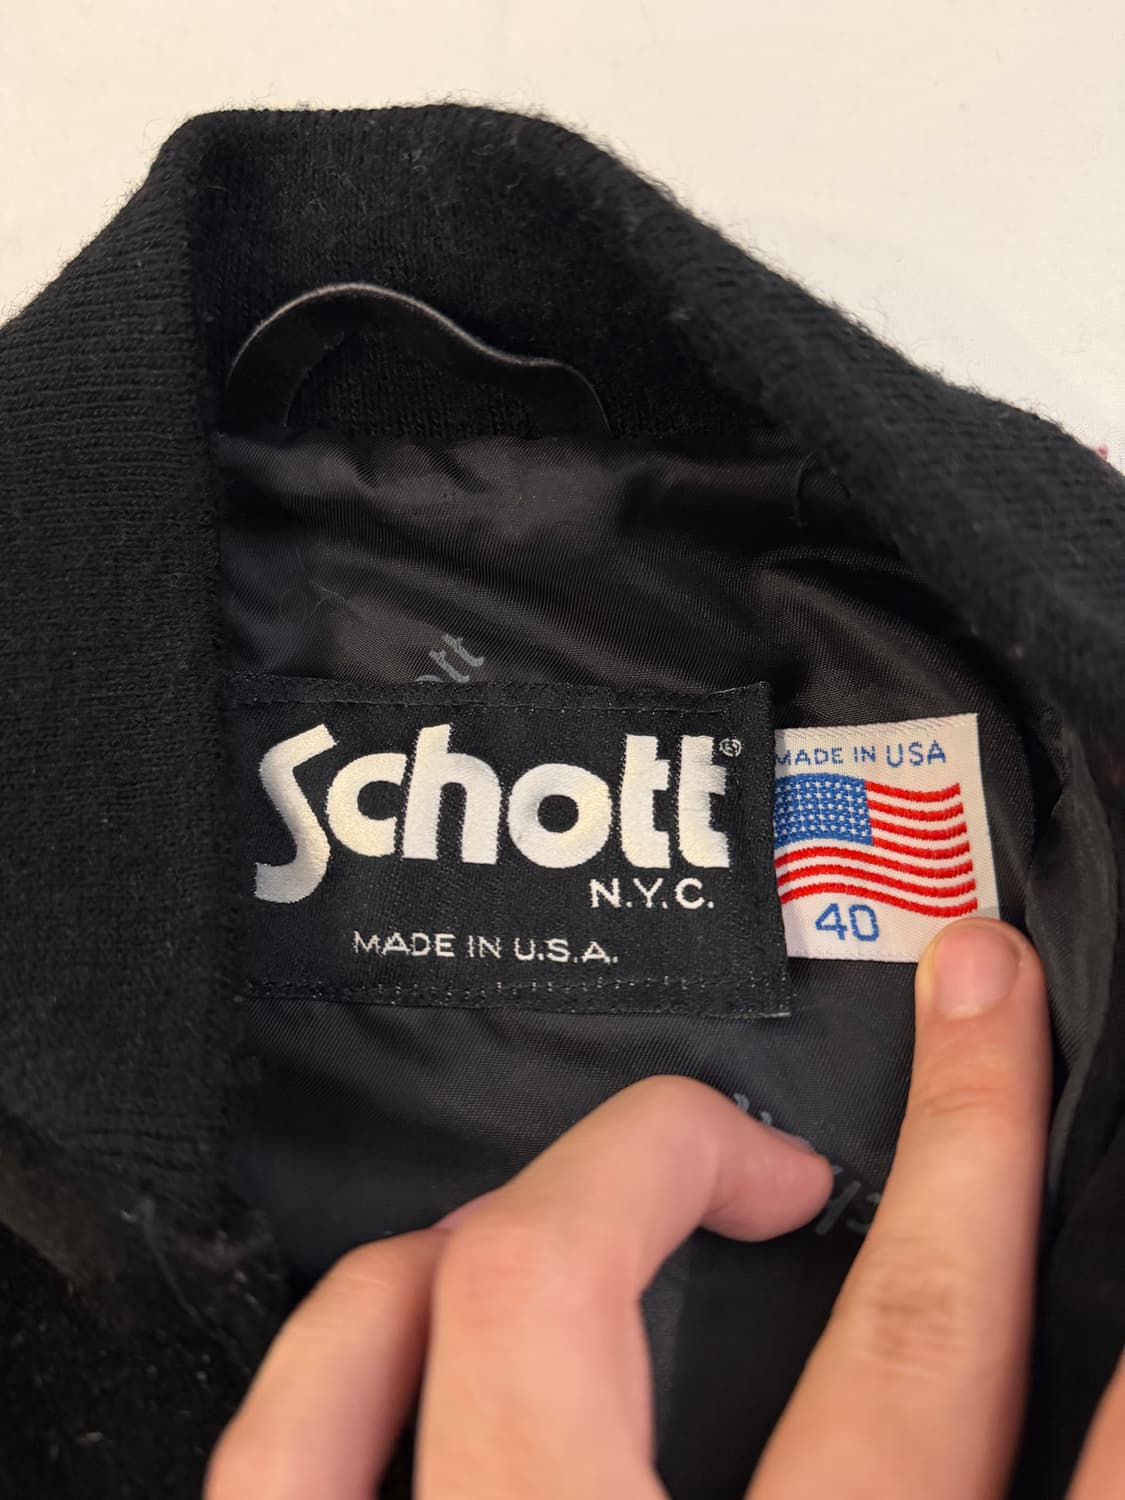 Schott®
N.Y.C.
MADE IN U.S.A.
MADE IN USA
40